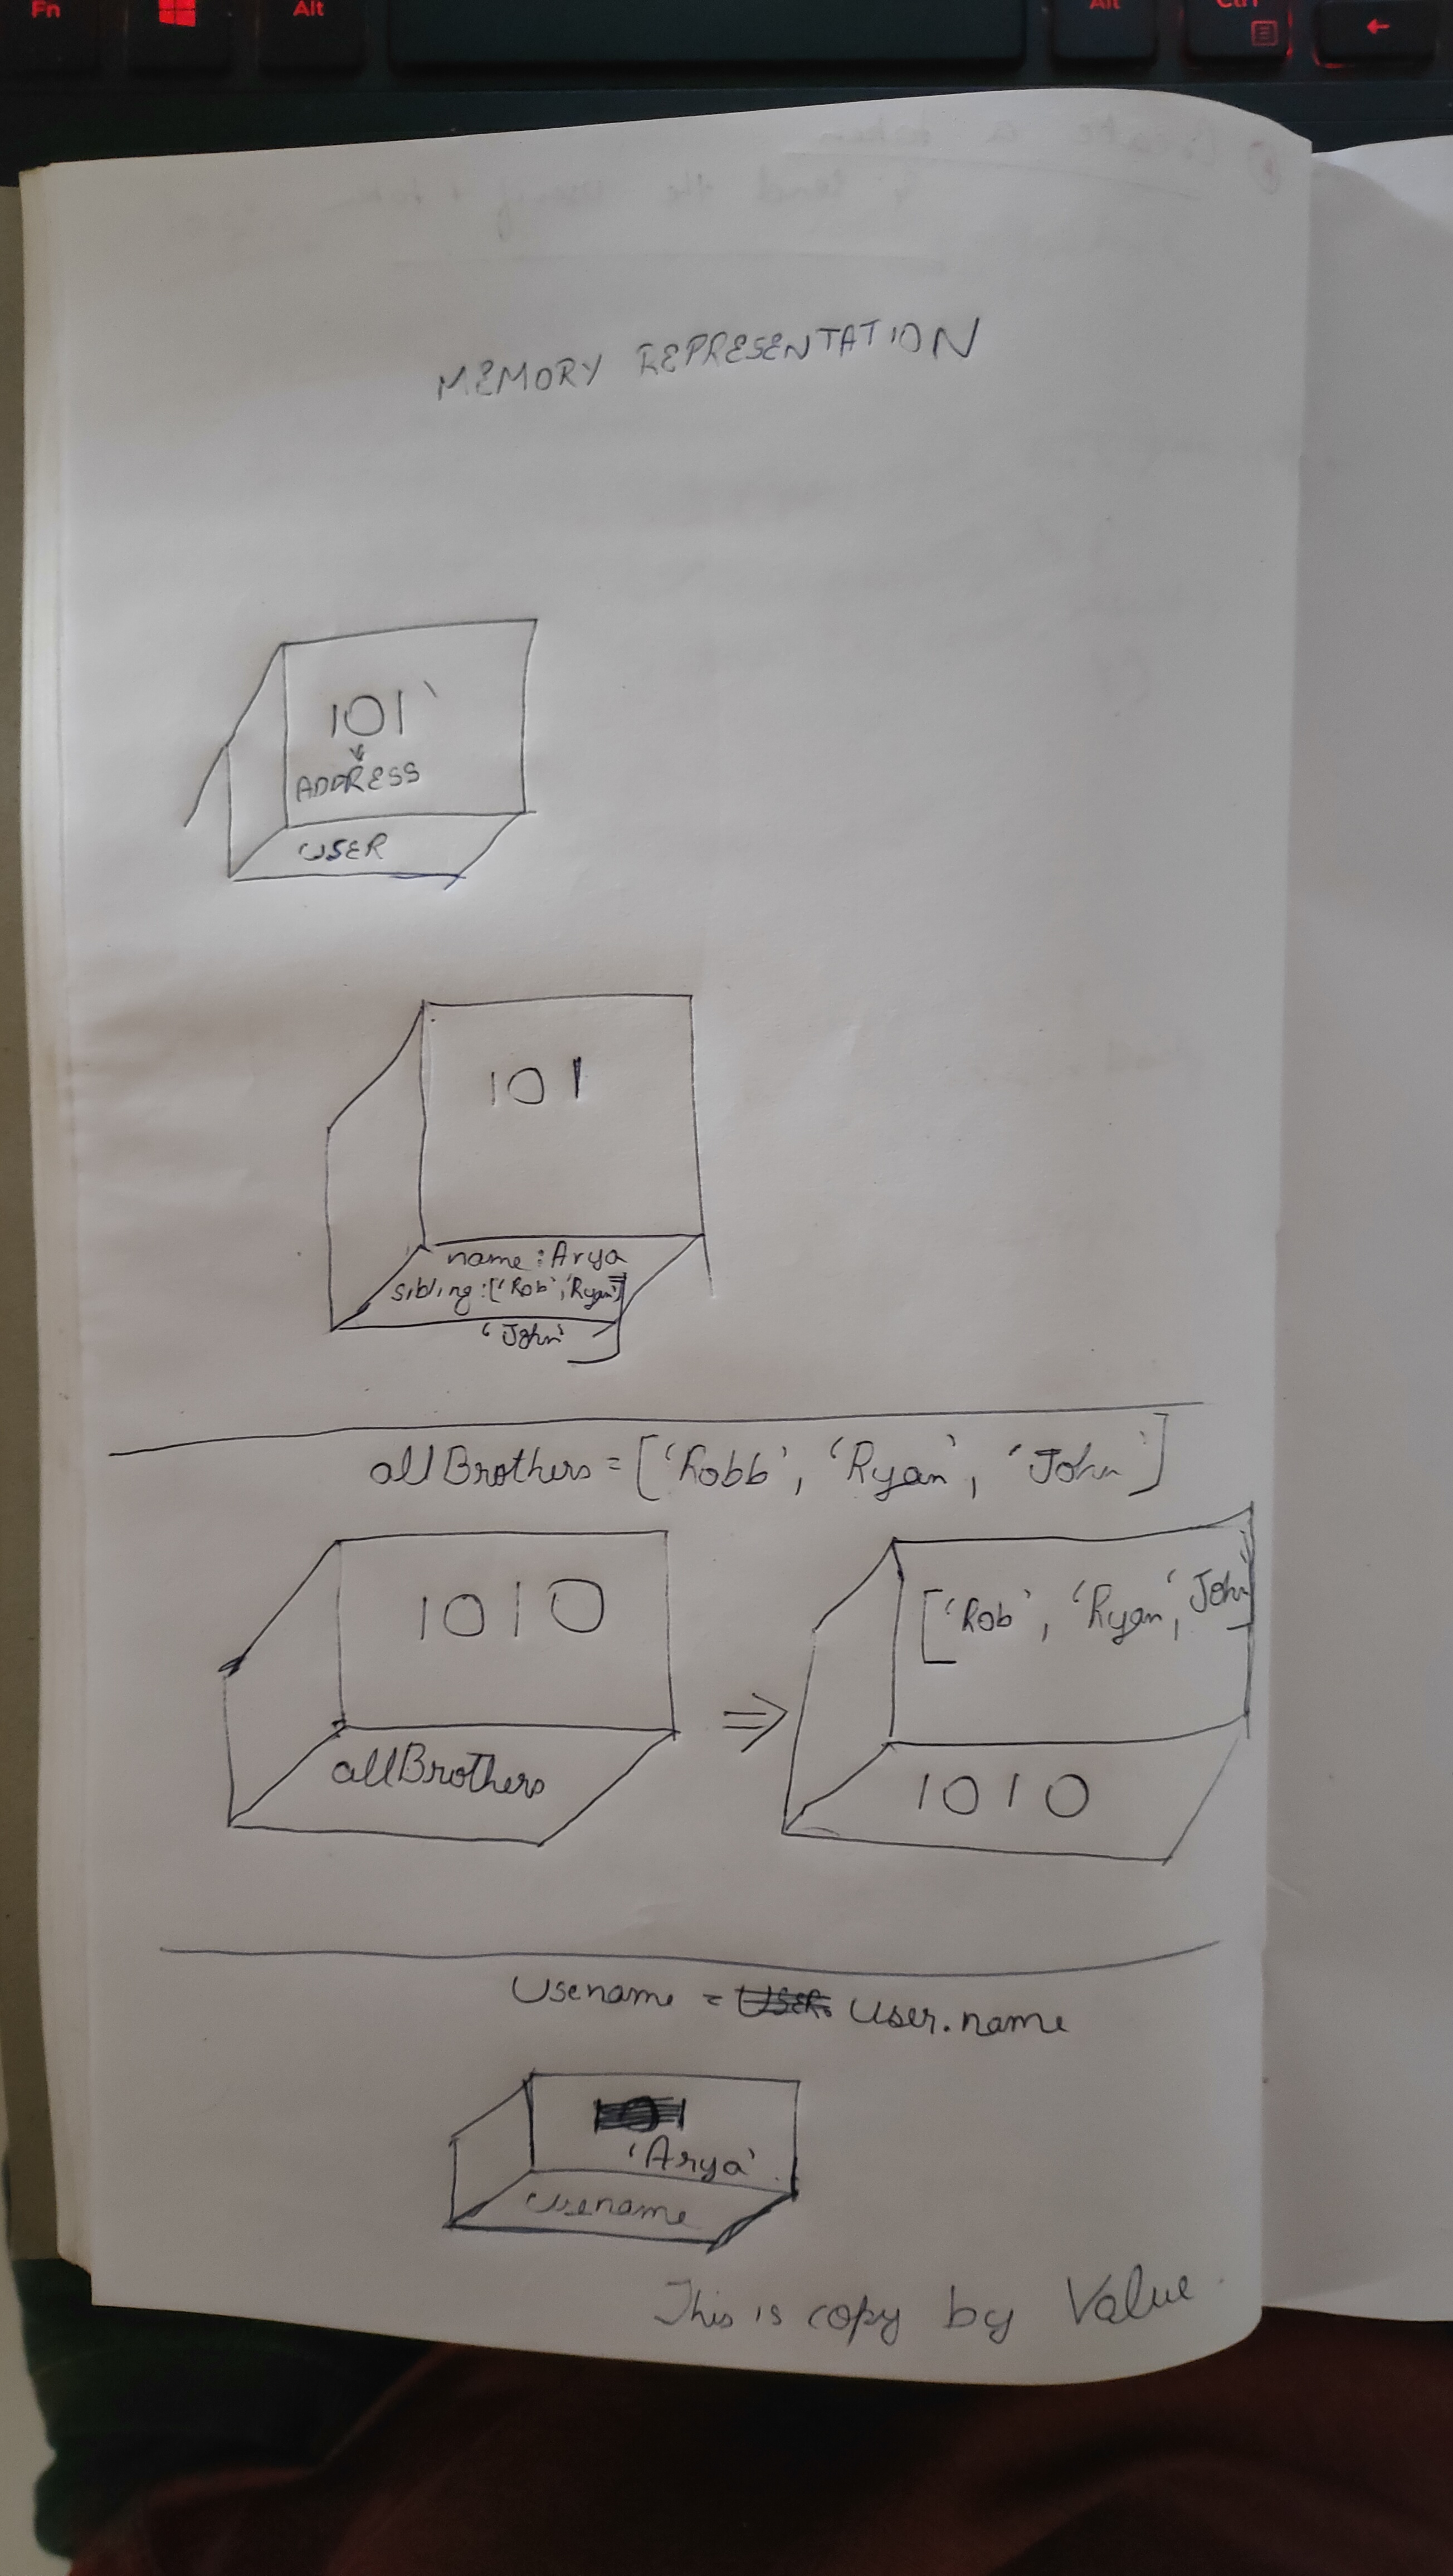 Fn
Alt
Alt
Ctrl
MEMORY REPRESENTATION
101
ADDRESS
USER
101
name : Arya
sibling : ['Rob', 'Ryan']
'John' ]
allBrothers = ['Robb', 'Ryan', 'John']
1010
allBrothers
['Rob', 'Ryan', 'John']
1010
Usename = User. User.name
101
'Arya'
Usename
This is copy by Value.